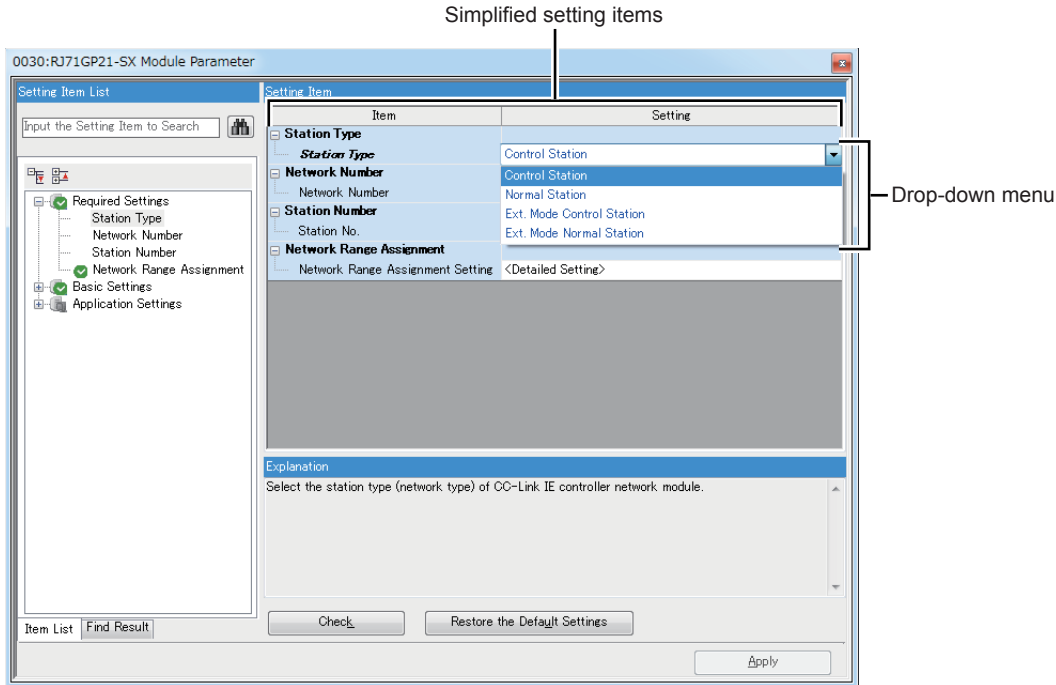 Simplified setting items
0030:RJ71GP21-SX Module Parameter
Setting Item List
Input the Setting Item to Search
Required Settings
Station Type
Network Number
Station Number
Network Range Assignment
Basic Settings
Application Settings
Item List Find Result
Setting Item
Item Setting
Station Type
Station Type Control Station
Network Number Control Station
Network Number Normal Station
Station Number Ext. Mode Control Station
Station No. Ext. Mode Normal Station
Network Range Assignment
Network Range Assignment Setting <Detailed Setting>
Drop-down menu
Explanation
Select the station type (network type) of CC-Link IE controller network module.
Check Restore the Default Settings
Apply